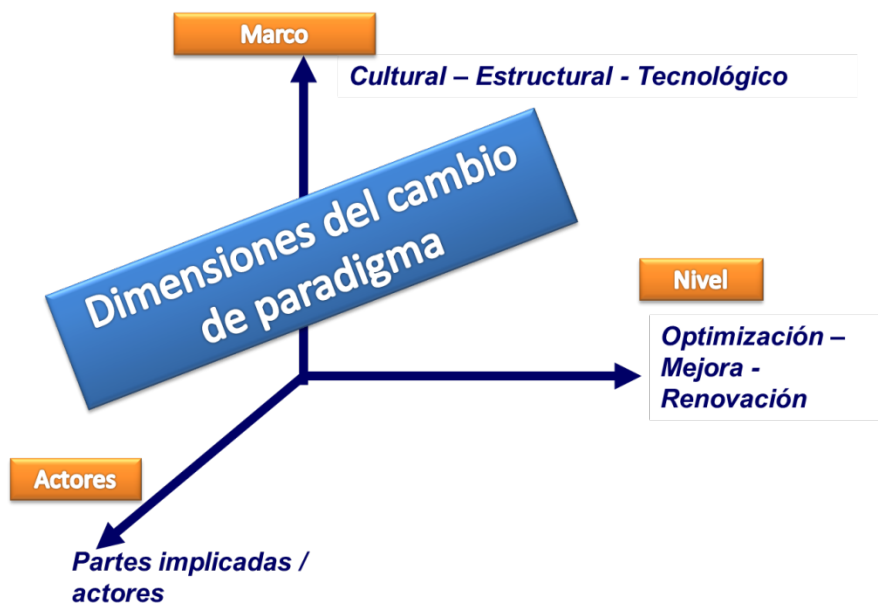 Marco
Cultural – Estructural - Tecnológico
Dimensiones del cambio
de paradigma
Nivel
Optimización –
Mejora -
Renovación
Actores
Partes implicadas /
actores